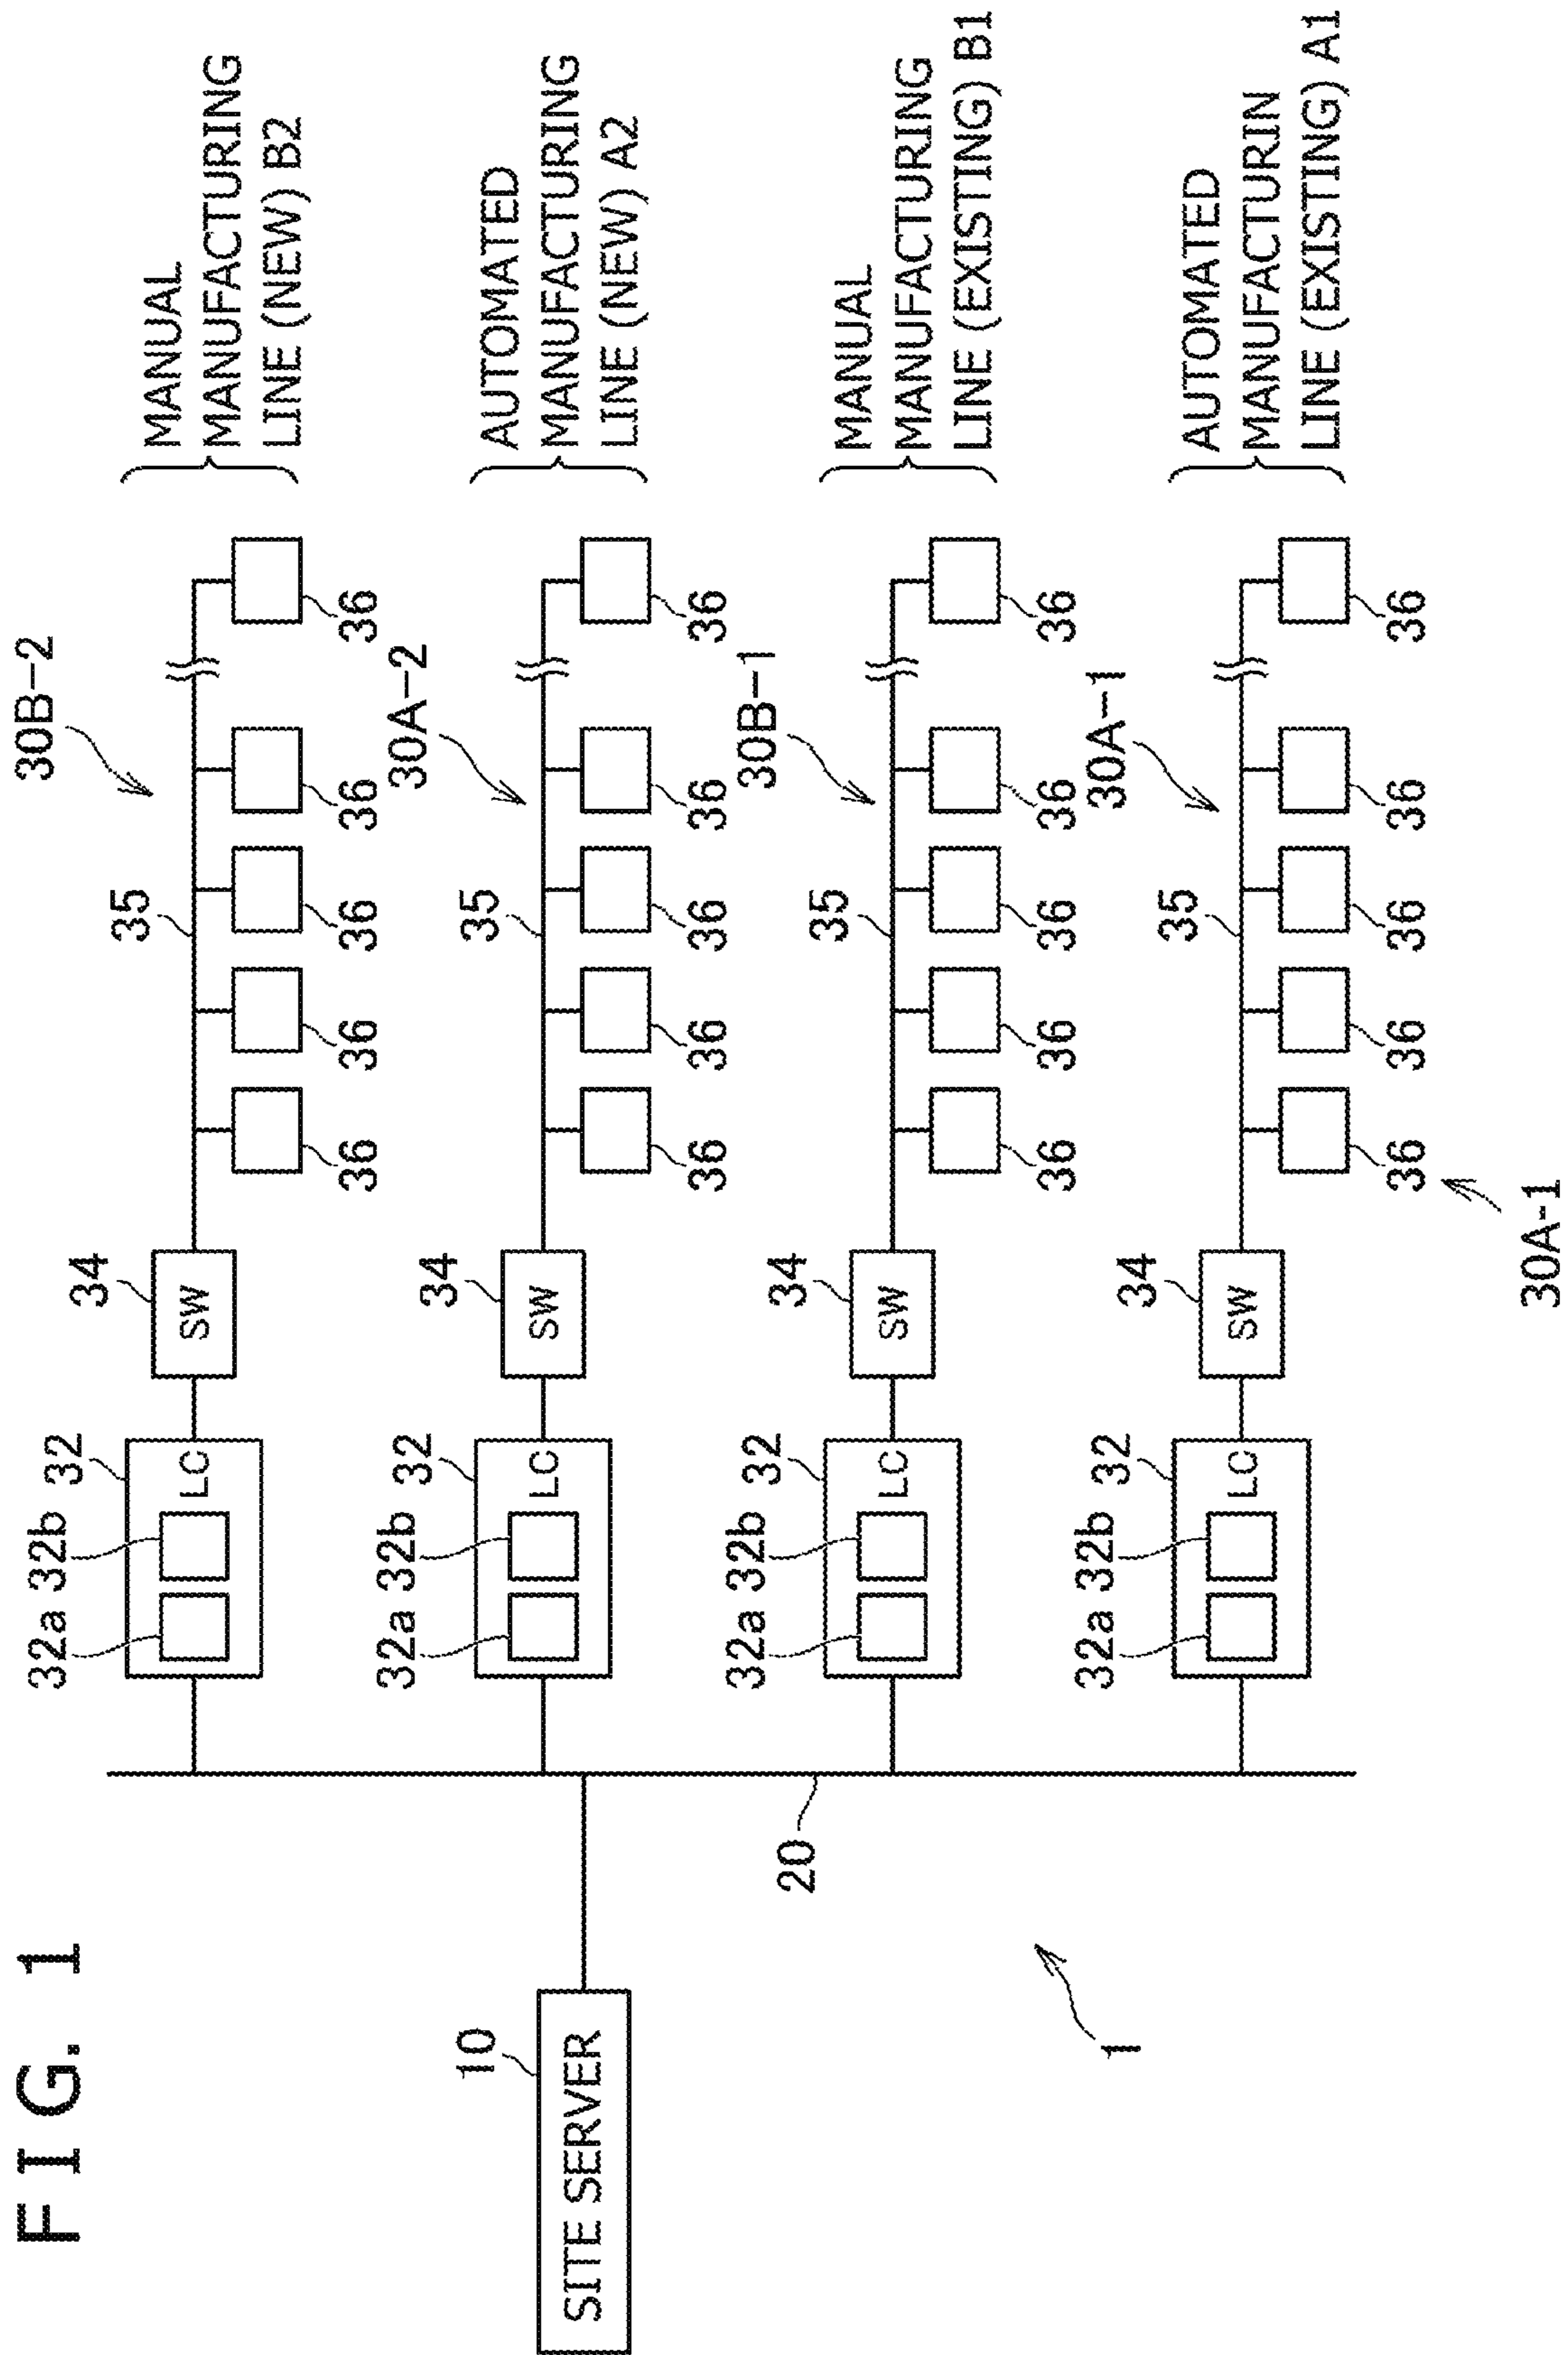 FIG. 1
30B-2
32a 32b 32
34
35
MANUAL
MANUFACTURING
LINE (NEW) B2
LC
SW
36 36 36 36 36
10
SITE SERVER
30A-2
32a 32b 32
34
35
AUTOMATED
MANUFACTURING
LINE (NEW) A2
LC
SW
36 36 36 36 36
20
30B-1
32a 32b 32
34
35
MANUAL
MANUFACTURING
LINE (EXISTING) B1
LC
SW
36 36 36 36 36
1
30A-1
32a 32b 32
34
35
AUTOMATED
MANUFACTURIN
LINE (EXISTING) A1
LC
SW
36 36 36 36 36
30A-1